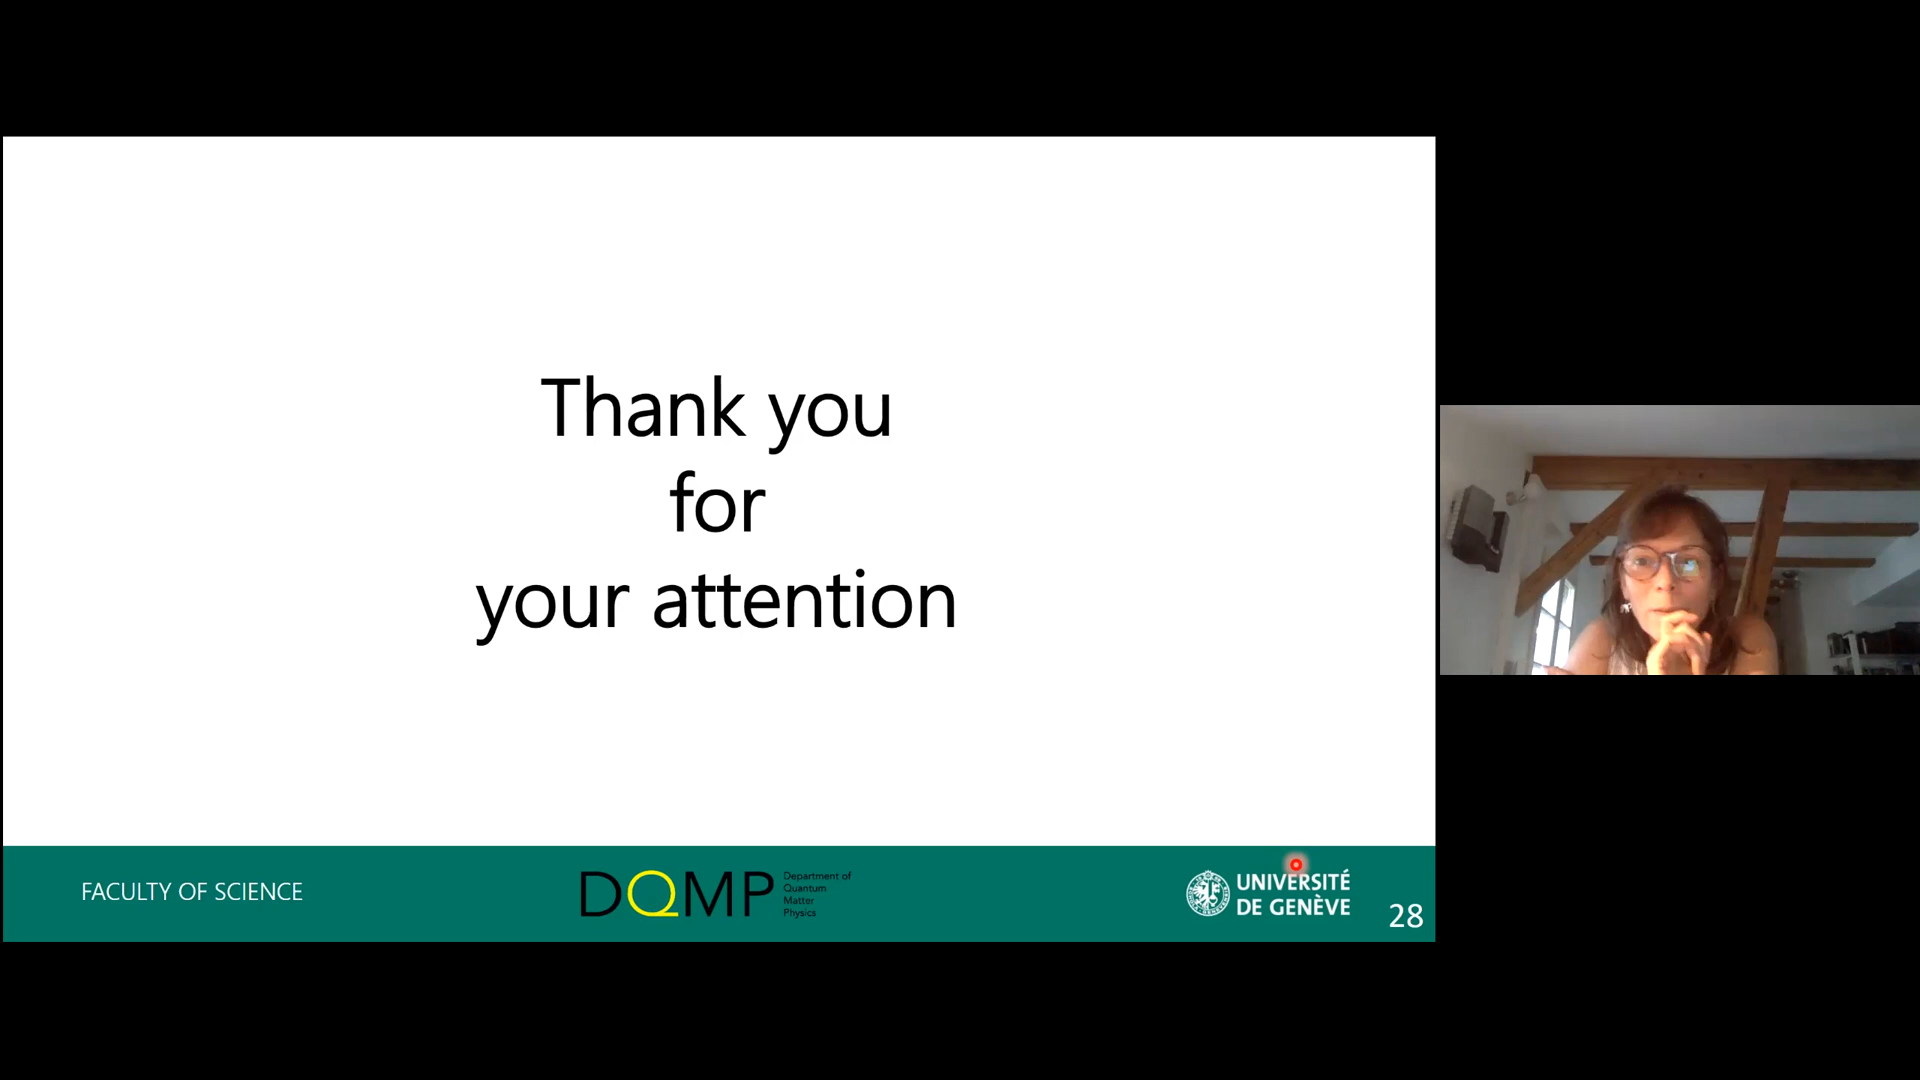 Thank you
for
your attention
FACULTY OF SCIENCE
DQMP
Department of
Quantum
Matter
Physics
UNIVERSITÉ
DE GENÈVE
28